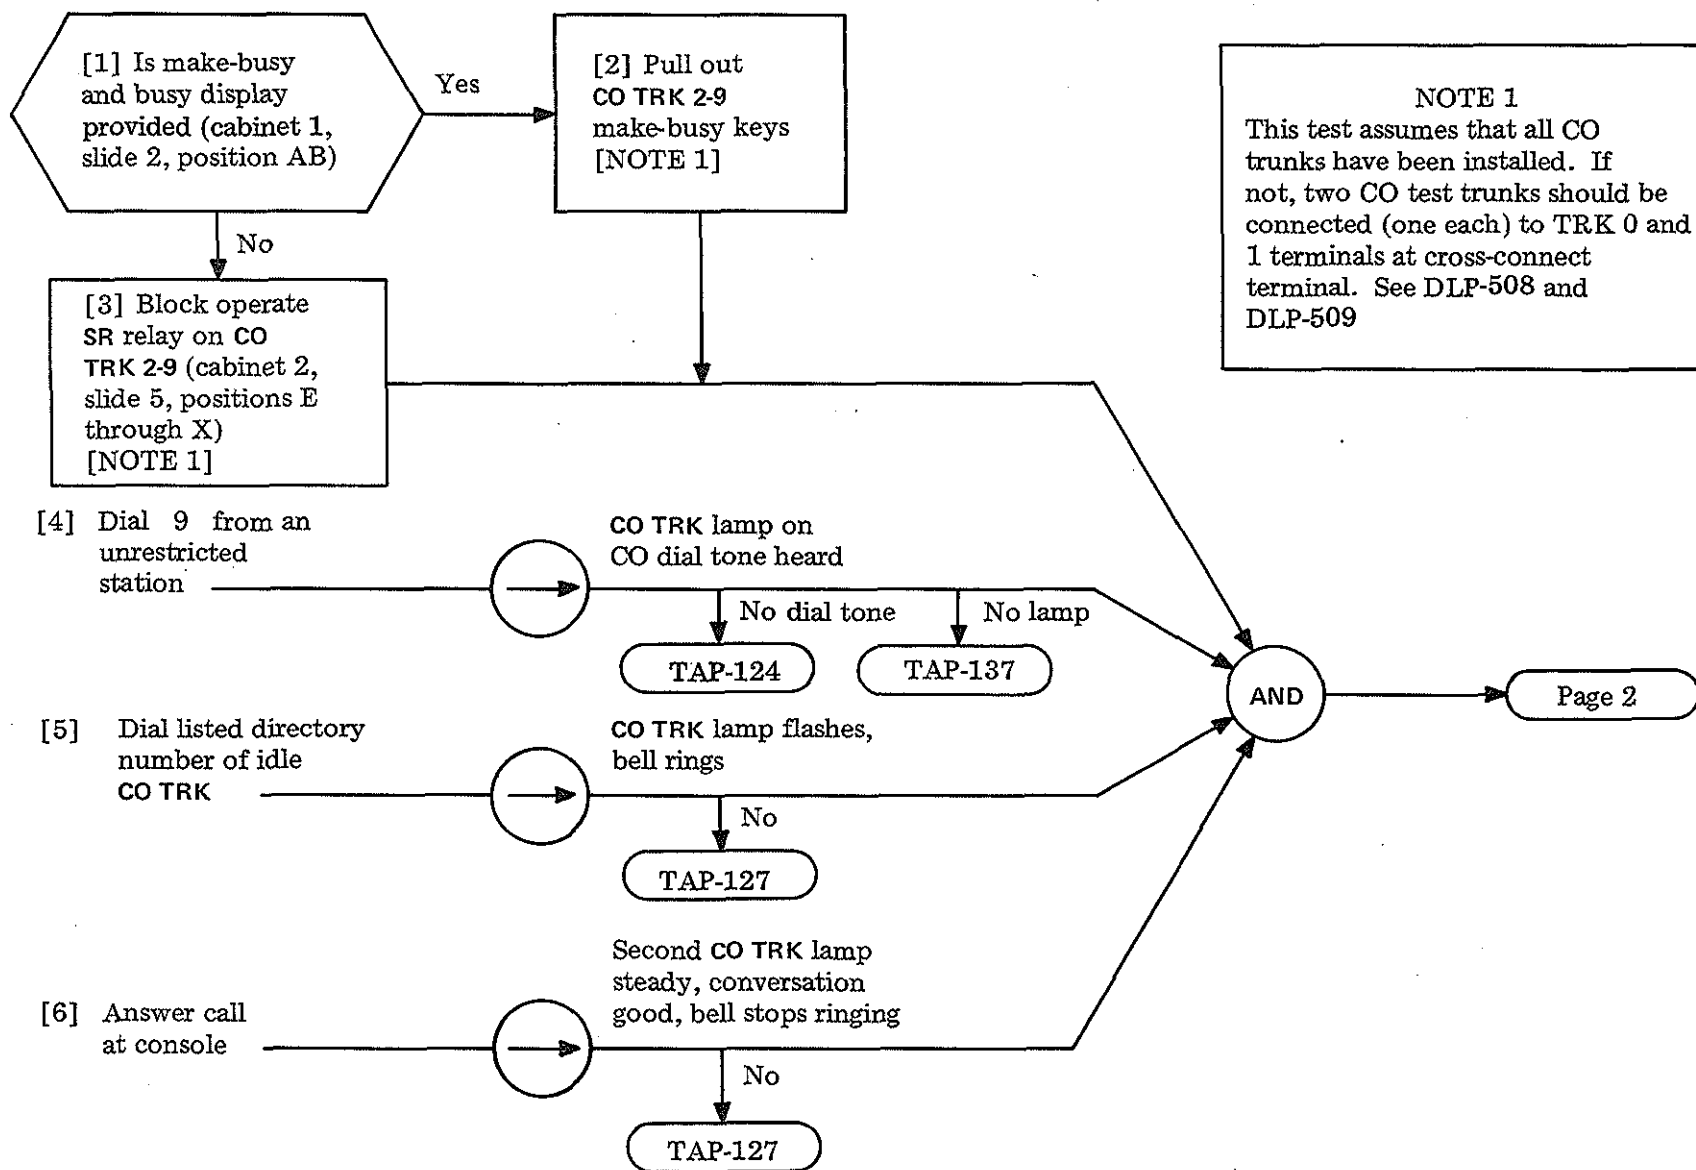 [1] Is make-busy
and busy display
provided (cabinet 1,
slide 2, position AB)
Yes
[2] Pull out
CO TRK 2-9
make-busy keys
[NOTE 1]
NOTE 1
This test assumes that all CO
trunks have been installed. If
not, two CO test trunks should be
connected (one each) to TRK 0 and
1 terminals at cross-connect
terminal. See DLP-508 and
DLP-509
No
[3] Block operate
SR relay on CO
TRK 2-9 (cabinet 2,
slide 5, positions E
through X)
[NOTE 1]
[4] Dial 9 from an
unrestricted
station
CO TRK lamp on
CO dial tone heard
No dial tone
No lamp
TAP-124
TAP-137
AND
Page 2
[5] Dial listed directory
number of idle
CO TRK
CO TRK lamp flashes,
bell rings
No
TAP-127
[6] Answer call
at console
Second CO TRK lamp
steady, conversation
good, bell stops ringing
No
TAP-127